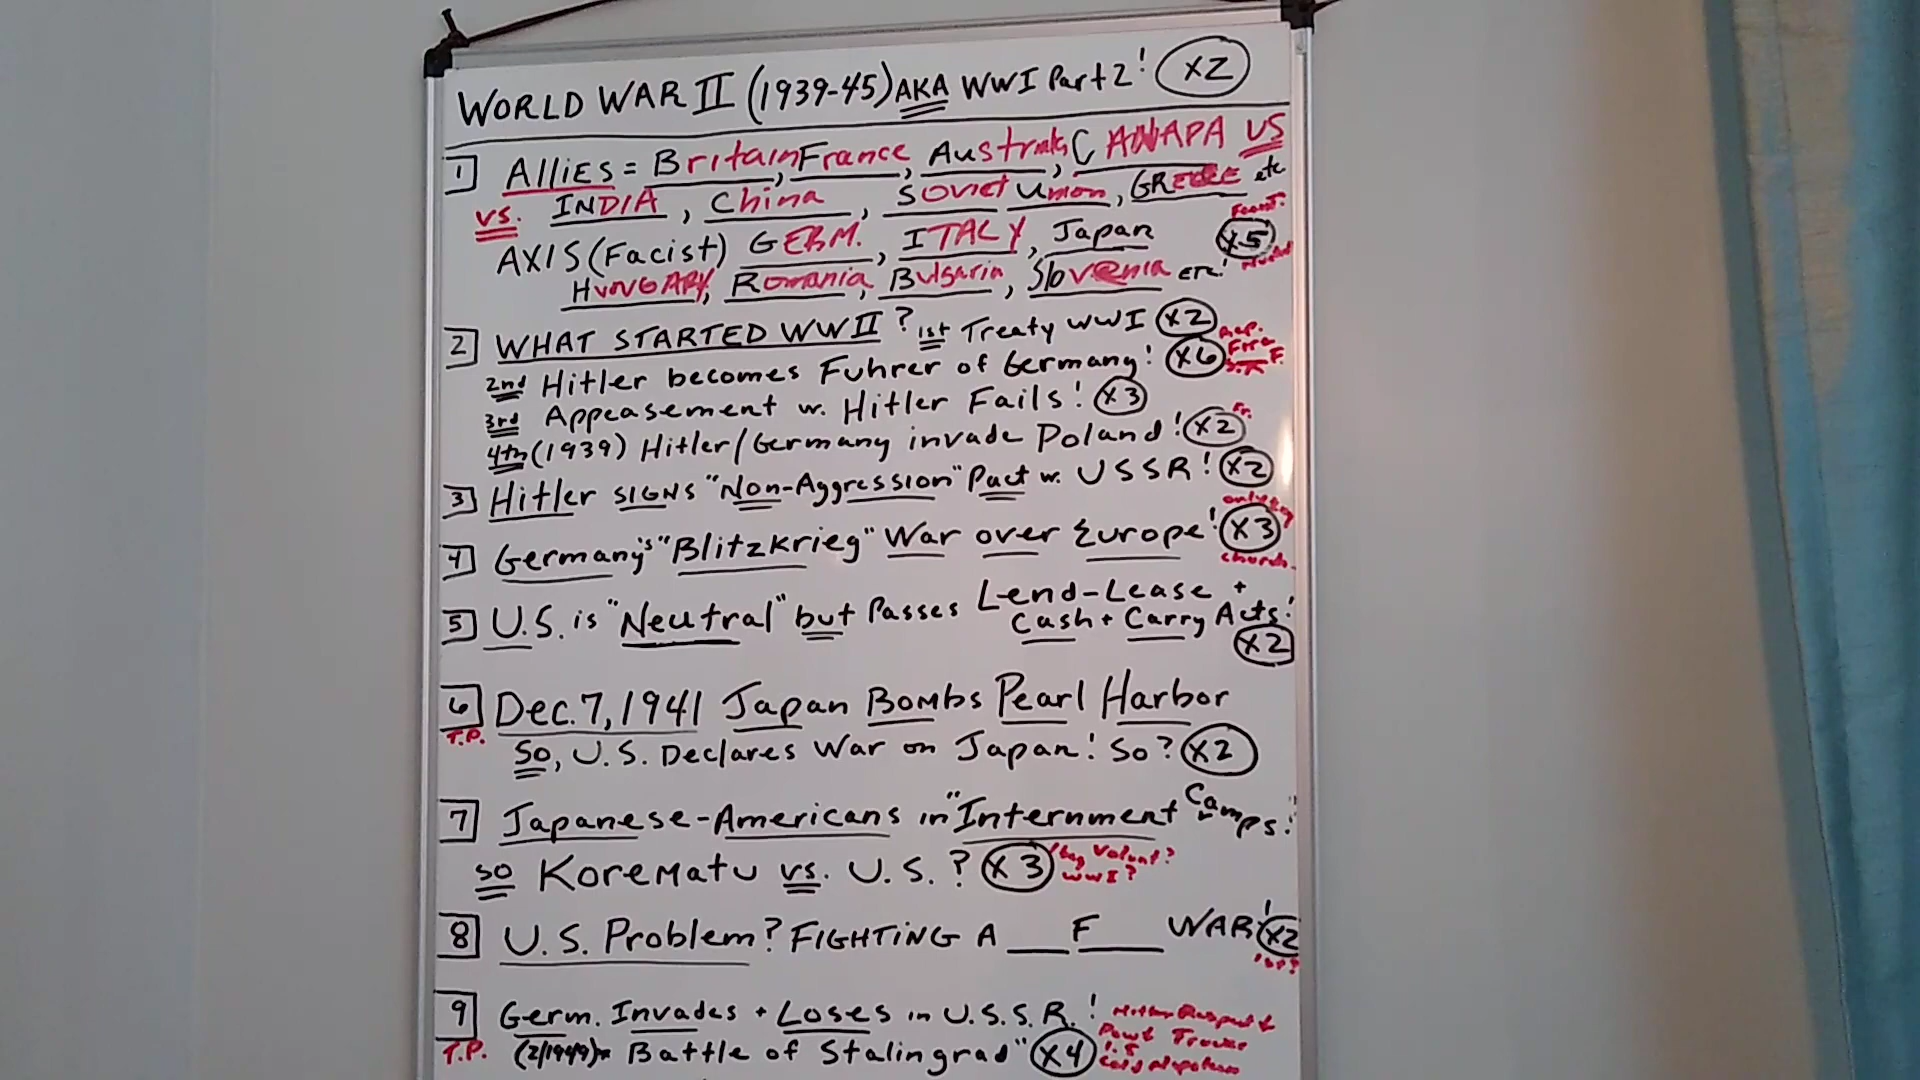 WORLD WAR II (1939-45) AKA WWI Part 2! X2
1 Allies = Britain, France, Australia, CANADA US
vs. INDIA, China, Soviet Union, GREECE etc
AXIS (Facist) GERM., ITALY, Japan X5
HUNGARY, Romania, Bulgaria, Slovenia etc!
2 WHAT STARTED WWII? 1st Treaty WWI X2
2nd Hitler becomes Fuhrer of Germany! X6
3rd Appeasement w. Hitler Fails! X3
4th (1939) Hitler/Germany invade Poland! X2 Fr.
3 Hitler SIGNS "Non-Aggression" Pact w. USSR! X2
4 Germany's "Blitzkrieg" War over Europe! X3
church.
5 U.S. is "Neutral" but Passes Lend-Lease +
Cash + Carry Acts!
X2
6 Dec. 7, 1941 Japan Bombs Pearl Harbor
T.P.
So, U.S. Declares War on Japan! So? X2
7 Japanese-Americans in "Internment Camps!"
so Korematu vs. U.S.? X3
WWI?
8 U.S. Problem? FIGHTING A ___F___ WAR! X2
9 Germ. Invades + Loses in U.S.S.R.!
T.P. Battle of Stalingrad" X4